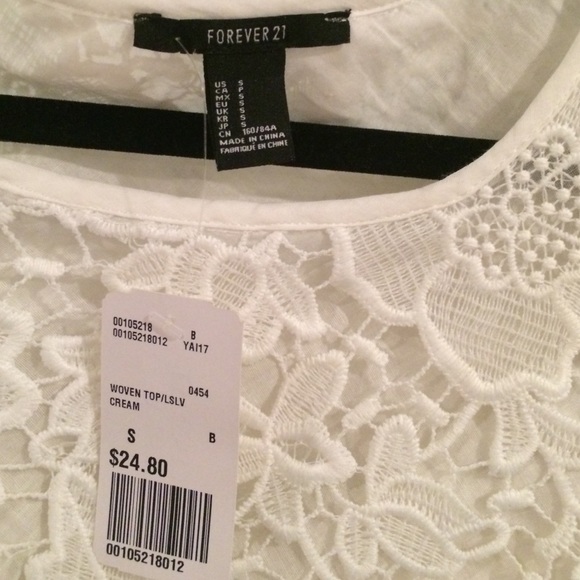 FOREVER 21
US S
CA P
MX S
EU S
UK S
KR S
JP S
CN 160/84A
MADE IN CHINA
FABRIQUÉ EN CHINE
00105218 B
00105218012 YAI17
WOVEN TOP/LSLV 0454
CREAM
S B
$24.80
00105218012